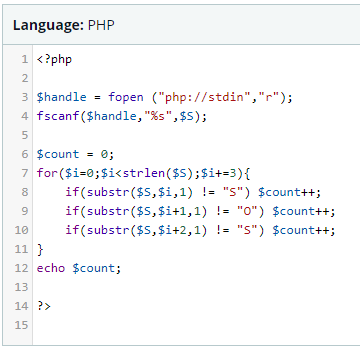 Language: PHP
1 <?php
2
3 $handle = fopen ("php://stdin","r");
4 fscanf($handle,"%s",$S);
5
6 $count = 0;
7 for($i=0;$i<strlen($S);$i+=3){
8     if(substr($S,$i,1) != "S") $count++;
9     if(substr($S,$i+1,1) != "O") $count++;
10     if(substr($S,$i+2,1) != "S") $count++;
11 }
12 echo $count;
13
14 ?>
15